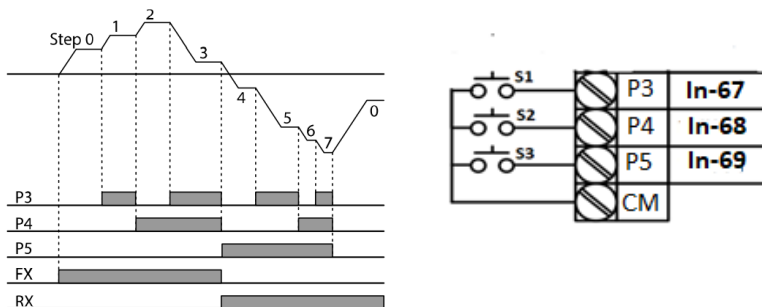 Step 0
1
2
3
4
5
6
7
0
P3
P4
P5
FX
RX
S1
P3
In-67
S2
P4
In-68
S3
P5
In-69
CM